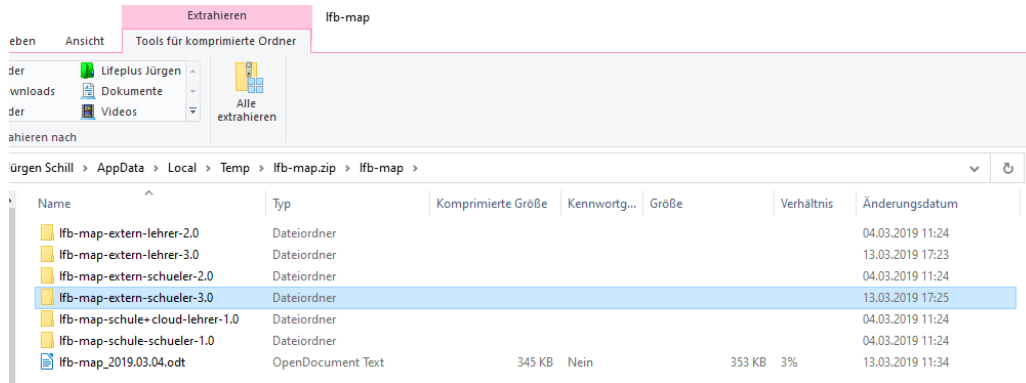 Extrahieren lfb-map
eben Ansicht Tools für komprimierte Ordner
der Lifeplus Jürgen
wnloads Dokumente
der Videos
Alle extrahieren
ahieren nach
ürgen Schill > AppData > Local > Temp > lfb-map.zip > lfb-map >
Name Typ Komprimierte Größe Kennwortg... Größe Verhältnis Änderungsdatum
lfb-map-extern-lehrer-2.0 Dateiordner 04.03.2019 11:24
lfb-map-extern-lehrer-3.0 Dateiordner 13.03.2019 17:23
lfb-map-extern-schueler-2.0 Dateiordner 04.03.2019 11:24
lfb-map-extern-schueler-3.0 Dateiordner 13.03.2019 17:25
lfb-map-schule+cloud-lehrer-1.0 Dateiordner 04.03.2019 11:24
lfb-map-schule-schueler-1.0 Dateiordner 04.03.2019 11:24
lfb-map_2019.03.04.odt OpenDocument Text 345 KB Nein 353 KB 3% 13.03.2019 11:34